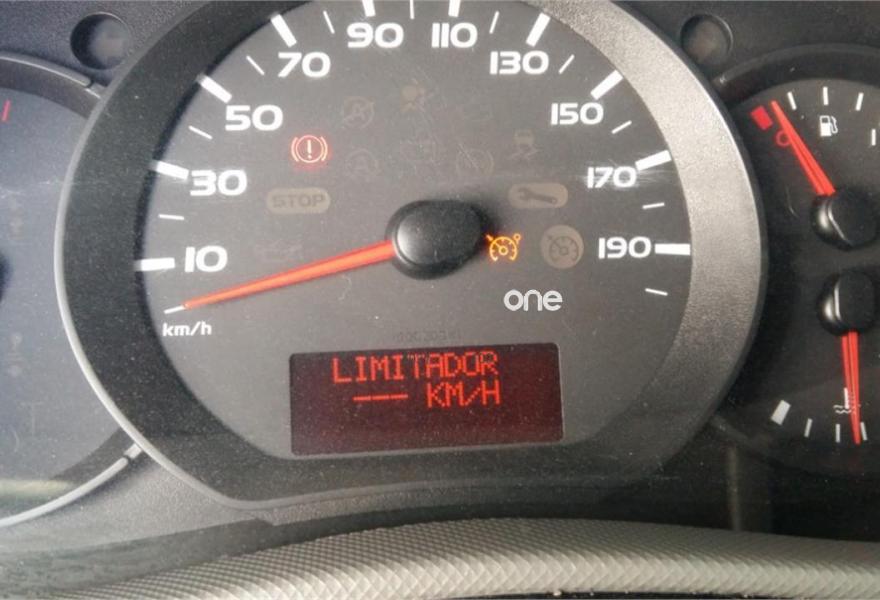 90 110
70 130
50 150
30 170
STOP
10 190
one
km/h
LIMITADOR
--- KM/H